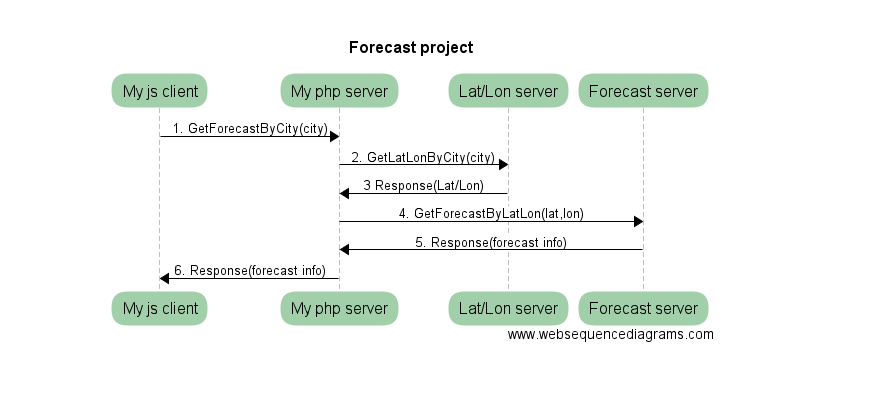 Forecast project
My js client
My php server
Lat/Lon server
Forecast server
1. GetForecastByCity(city)
2. GetLatLonByCity(city)
3 Response(Lat/Lon)
4. GetForecastByLatLon(lat,lon)
5. Response(forecast info)
6. Response(forecast info)
My js client
My php server
Lat/Lon server
Forecast server
www.websequencediagrams.com